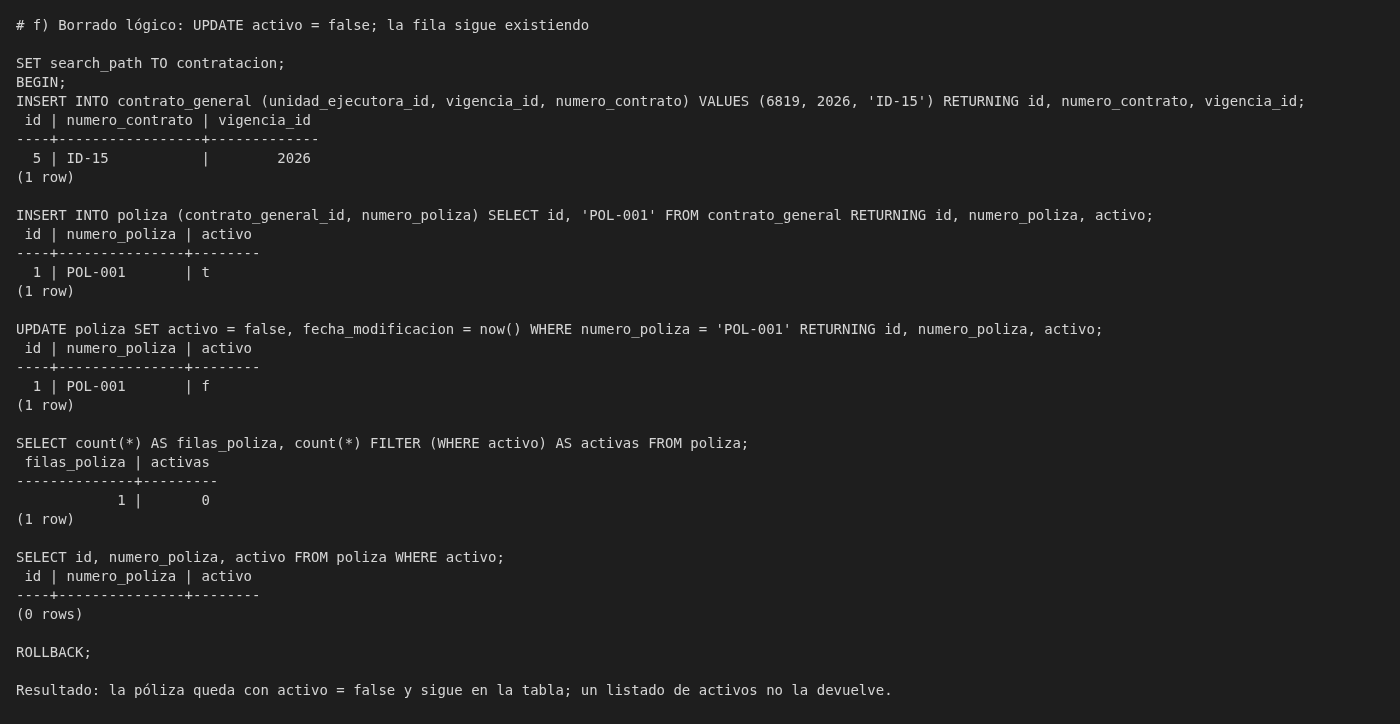 # f) Borrado lógico: UPDATE activo = false; la fila sigue existiendo

SET search_path TO contratacion;
BEGIN;
INSERT INTO contrato_general (unidad_ejecutora_id, vigencia_id, numero_contrato) VALUES (6819, 2026, 'ID-15') RETURNING id, numero_contrato, vigencia_id;
 id | numero_contrato | vigencia_id
----+-----------------+-------------
  5 | ID-15           |        2026
(1 row)

INSERT INTO poliza (contrato_general_id, numero_poliza) SELECT id, 'POL-001' FROM contrato_general RETURNING id, numero_poliza, activo;
 id | numero_poliza | activo
----+---------------+--------
  1 | POL-001       | t
(1 row)

UPDATE poliza SET activo = false, fecha_modificacion = now() WHERE numero_poliza = 'POL-001' RETURNING id, numero_poliza, activo;
 id | numero_poliza | activo
----+---------------+--------
  1 | POL-001       | f
(1 row)

SELECT count(*) AS filas_poliza, count(*) FILTER (WHERE activo) AS activas FROM poliza;
 filas_poliza | activas
--------------+---------
            1 |       0
(1 row)

SELECT id, numero_poliza, activo FROM poliza WHERE activo;
 id | numero_poliza | activo
----+---------------+--------
(0 rows)

ROLLBACK;

Resultado: la póliza queda con activo = false y sigue en la tabla; un listado de activos no la devuelve.